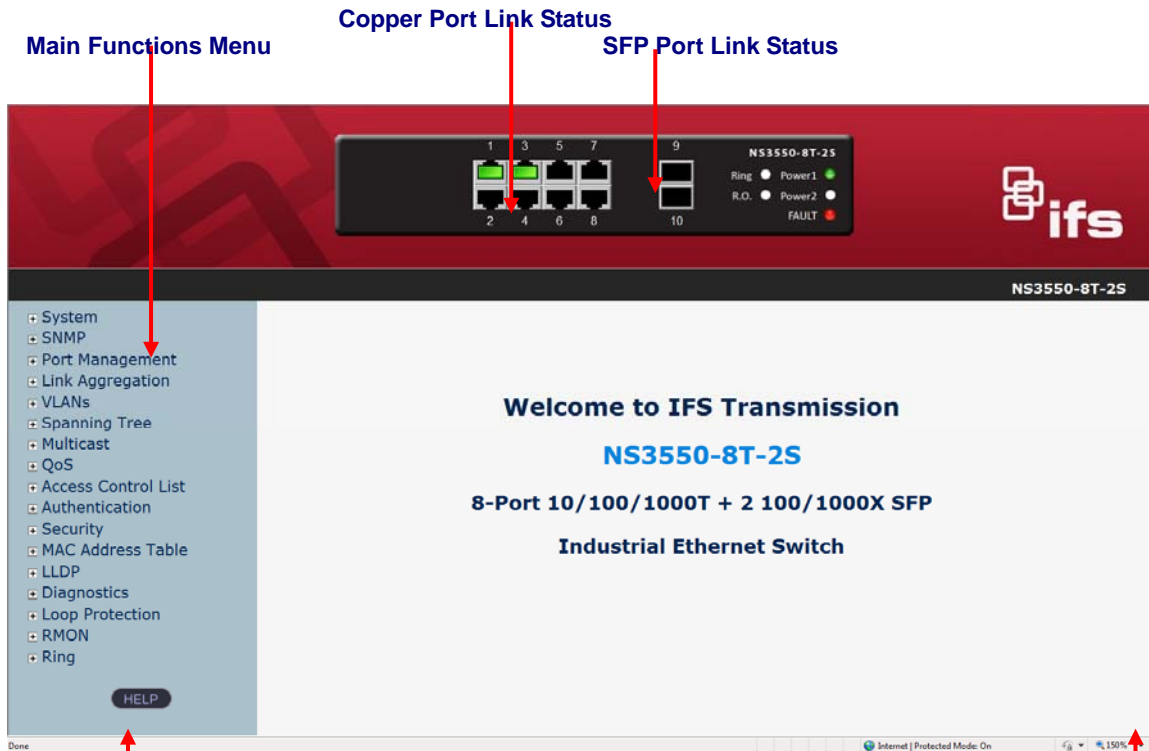 Copper Port Link Status
Main Functions Menu
SFP Port Link Status
1 3 5 7 9
NS3550-8T-2S
Ring Power1
R.O. Power2
FAULT
2 4 6 8 10
ifs
NS3550-8T-2S
System
SNMP
Port Management
Link Aggregation
VLANs
Spanning Tree
Multicast
QoS
Access Control List
Authentication
Security
MAC Address Table
LLDP
Diagnostics
Loop Protection
RMON
Ring
HELP
Welcome to IFS Transmission
NS3550-8T-2S
8-Port 10/100/1000T + 2 100/1000X SFP
Industrial Ethernet Switch
Done
Internet | Protected Mode: On
150%